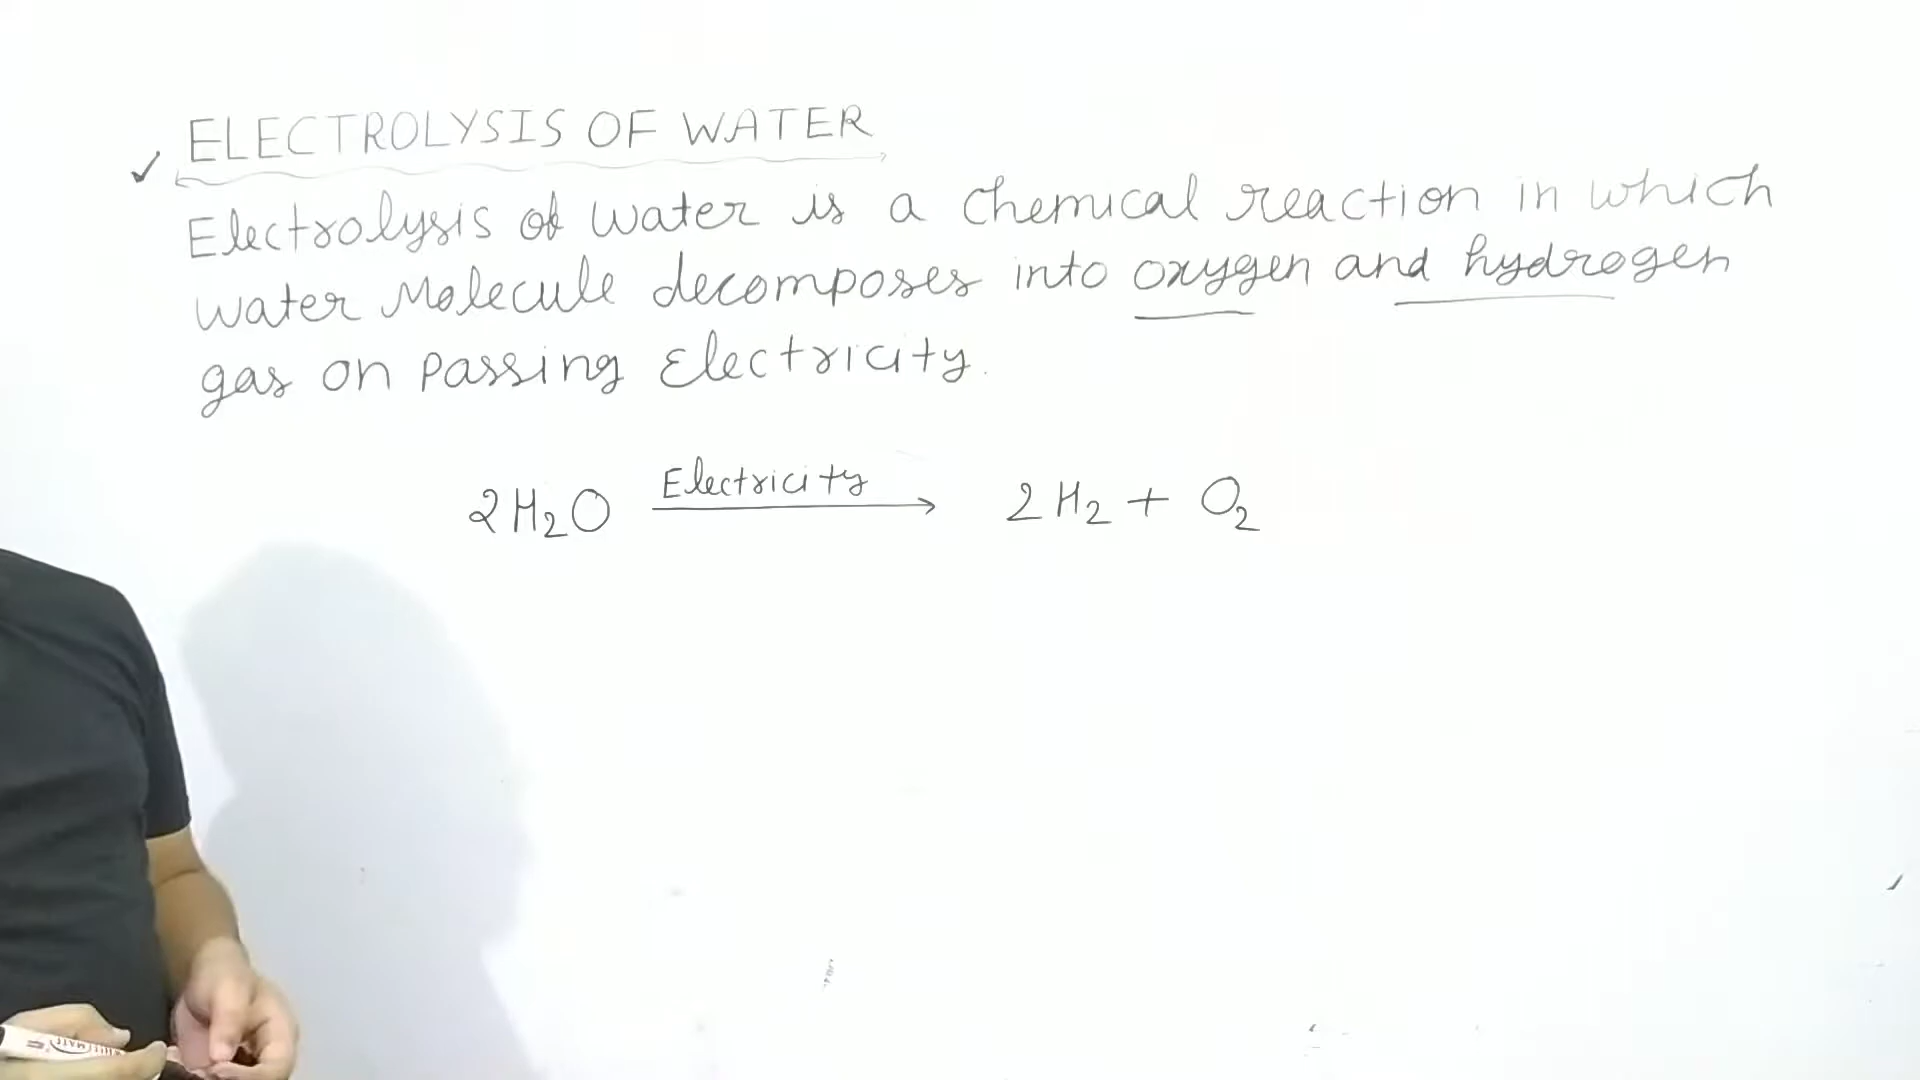 ELECTROLYSIS OF WATER
Electrolysis of water is a chemical reaction in which
water Molecule decomposes into oxygen and hydrogen
gas on passing Electricity.
2H₂O Electricity → 2H₂ + O₂